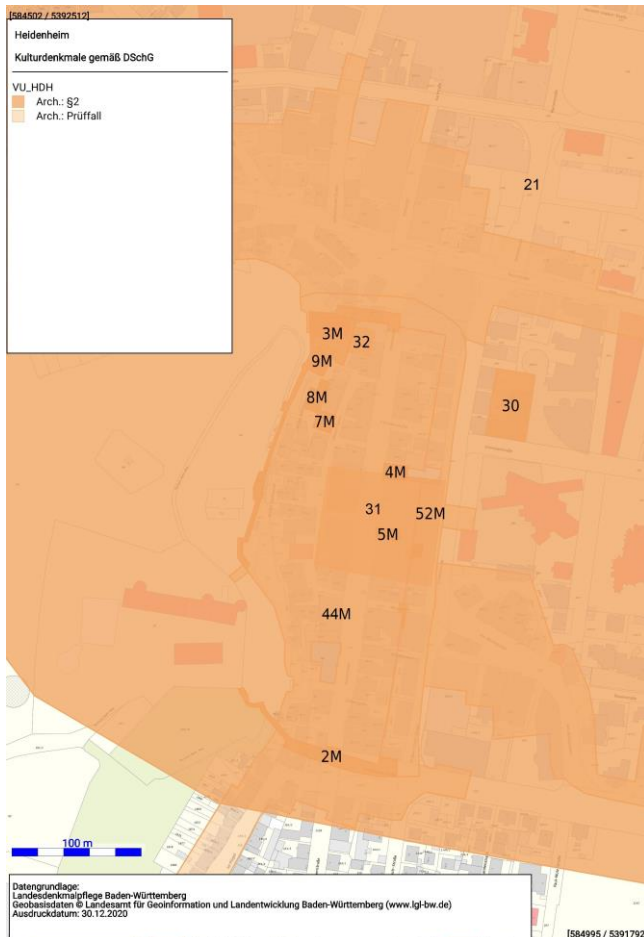 [584502 / 5392512]
Heidenheim
Kulturdenkmale gemäß DSchG
VU_HDH
Arch.: §2
Arch.: Prüffall
21
3M
32
9M
8M
30
7M
4M
31
52M
5M
44M
2M
100 m
Datengrundlage:
Landesdenkmalpflege Baden-Württemberg
Geobasisdaten © Landesamt für Geoinformation und Landentwicklung Baden-Württemberg (www.lgl-bw.de)
Ausdruckdatum: 30.12.2020
[584995 / 5391792